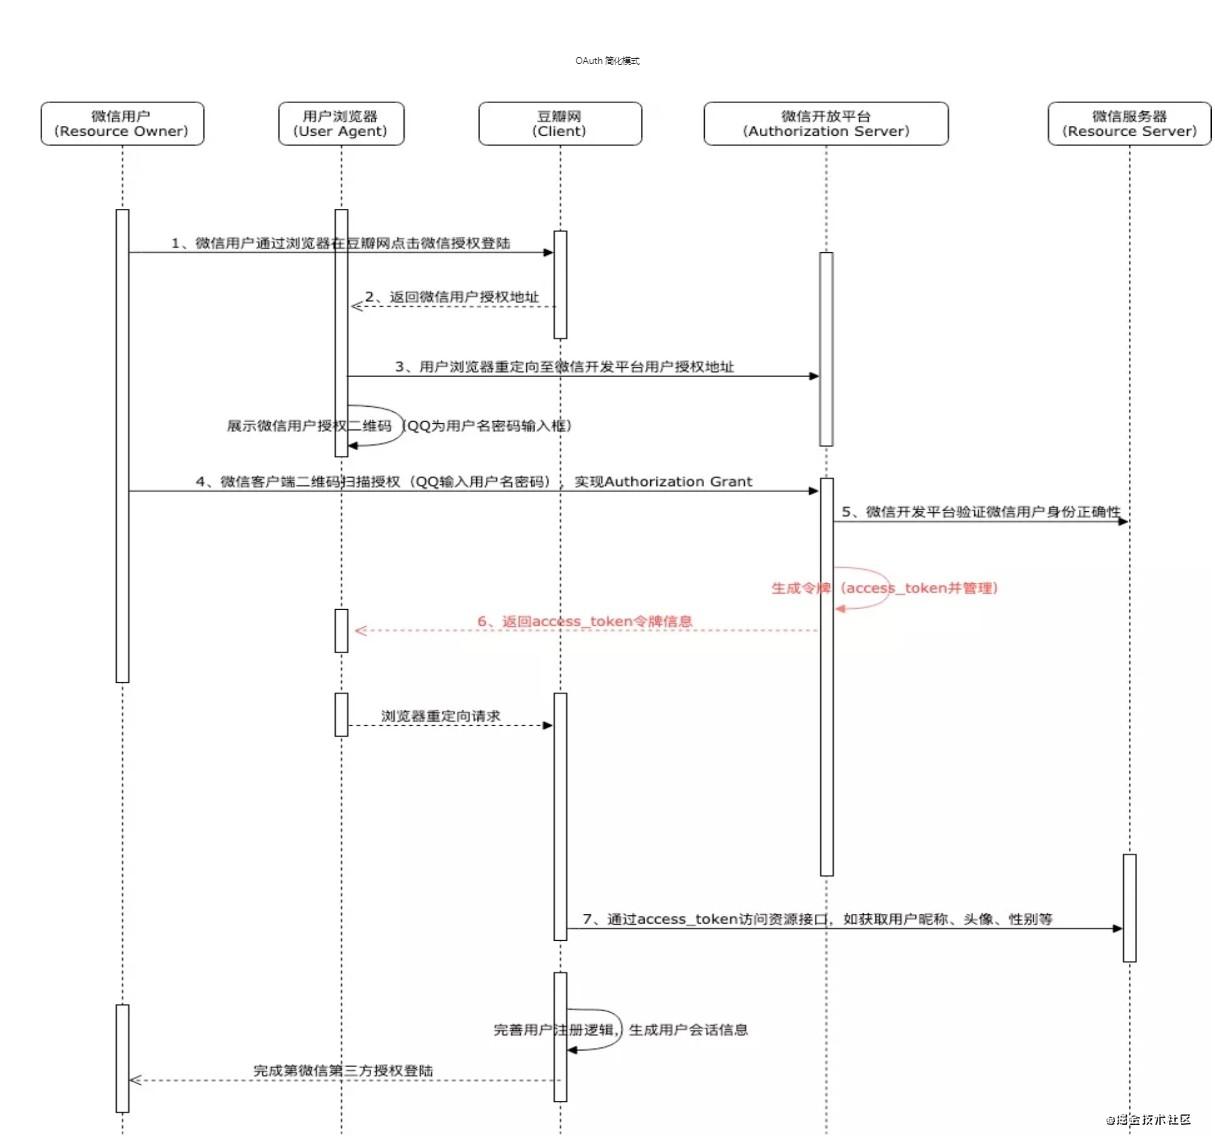 OAuth 简化模式
微信用户
(Resource Owner)
用户浏览器
(User Agent)
豆瓣网
(Client)
微信开放平台
(Authorization Server)
微信服务器
(Resource Server)
1、微信用户通过浏览器在豆瓣网点击微信授权登陆
2、返回微信用户授权地址
3、用户浏览器重定向至微信开发平台用户授权地址
展示微信用户授权二维码（QQ为用户名密码输入框）
4、微信客户端二维码扫描授权（QQ输入用户名密码），实现Authorization Grant
5、微信开发平台验证微信用户身份正确性
生成令牌（access_token并管理）
6、返回access_token令牌信息
浏览器重定向请求
7、通过access_token访问资源接口，如获取用户昵称、头像、性别等
完善用户注册逻辑，生成用户会话信息
完成第微信第三方授权登陆
@掘金技术社区